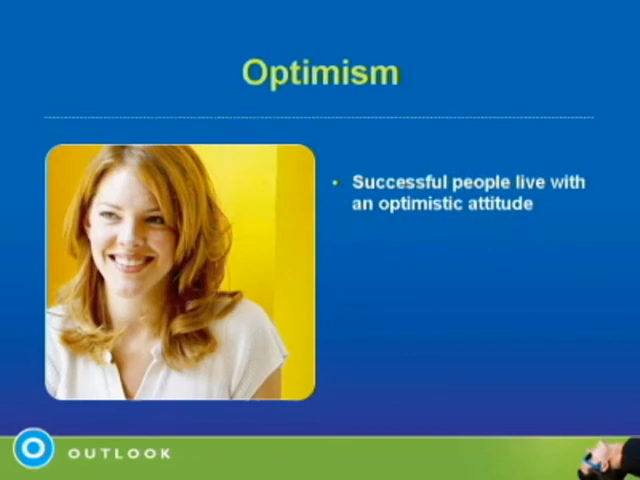 Optimism
• Successful people live with
an optimistic attitude
OUTLOOK